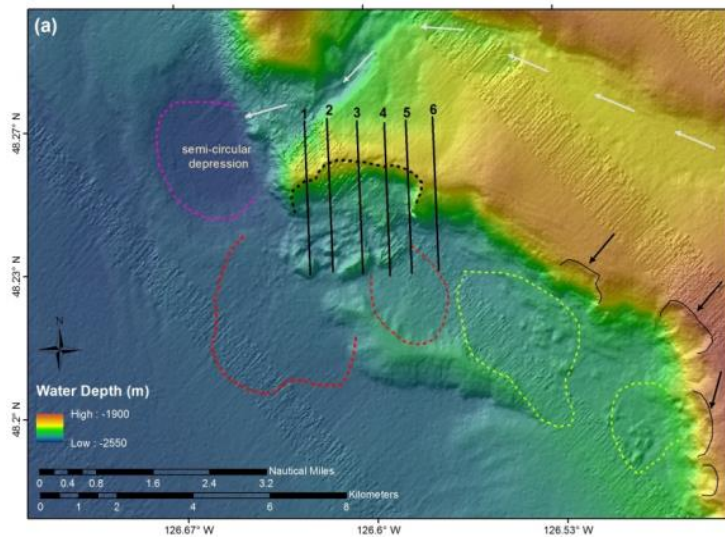 (a)
1
2
3
4
5
6
semi-circular
depression
48.27° N
48.23° N
48.2° N
N
Water Depth (m)
High : -1900
Low : -2550
Nautical Miles
0 0.4 0.8 1.6 2.4 3.2
Kilometers
0 1 2 4 6 8
126.67° W
126.6° W
126.53° W